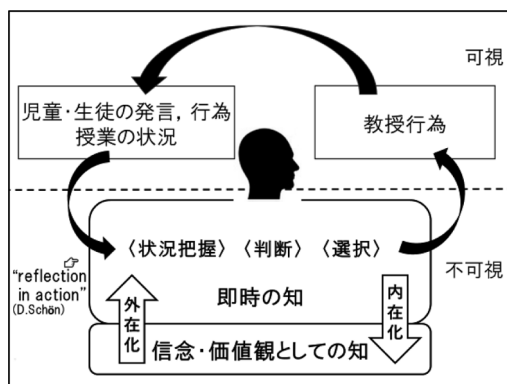 可視
児童・生徒の発言，行為
授業の状況
教授行為
〈状況把握〉〈判断〉〈選択〉
“reflection
in action”
(D.Schön)
不可視
即時の知
外在化
内在化
信念・価値観としての知